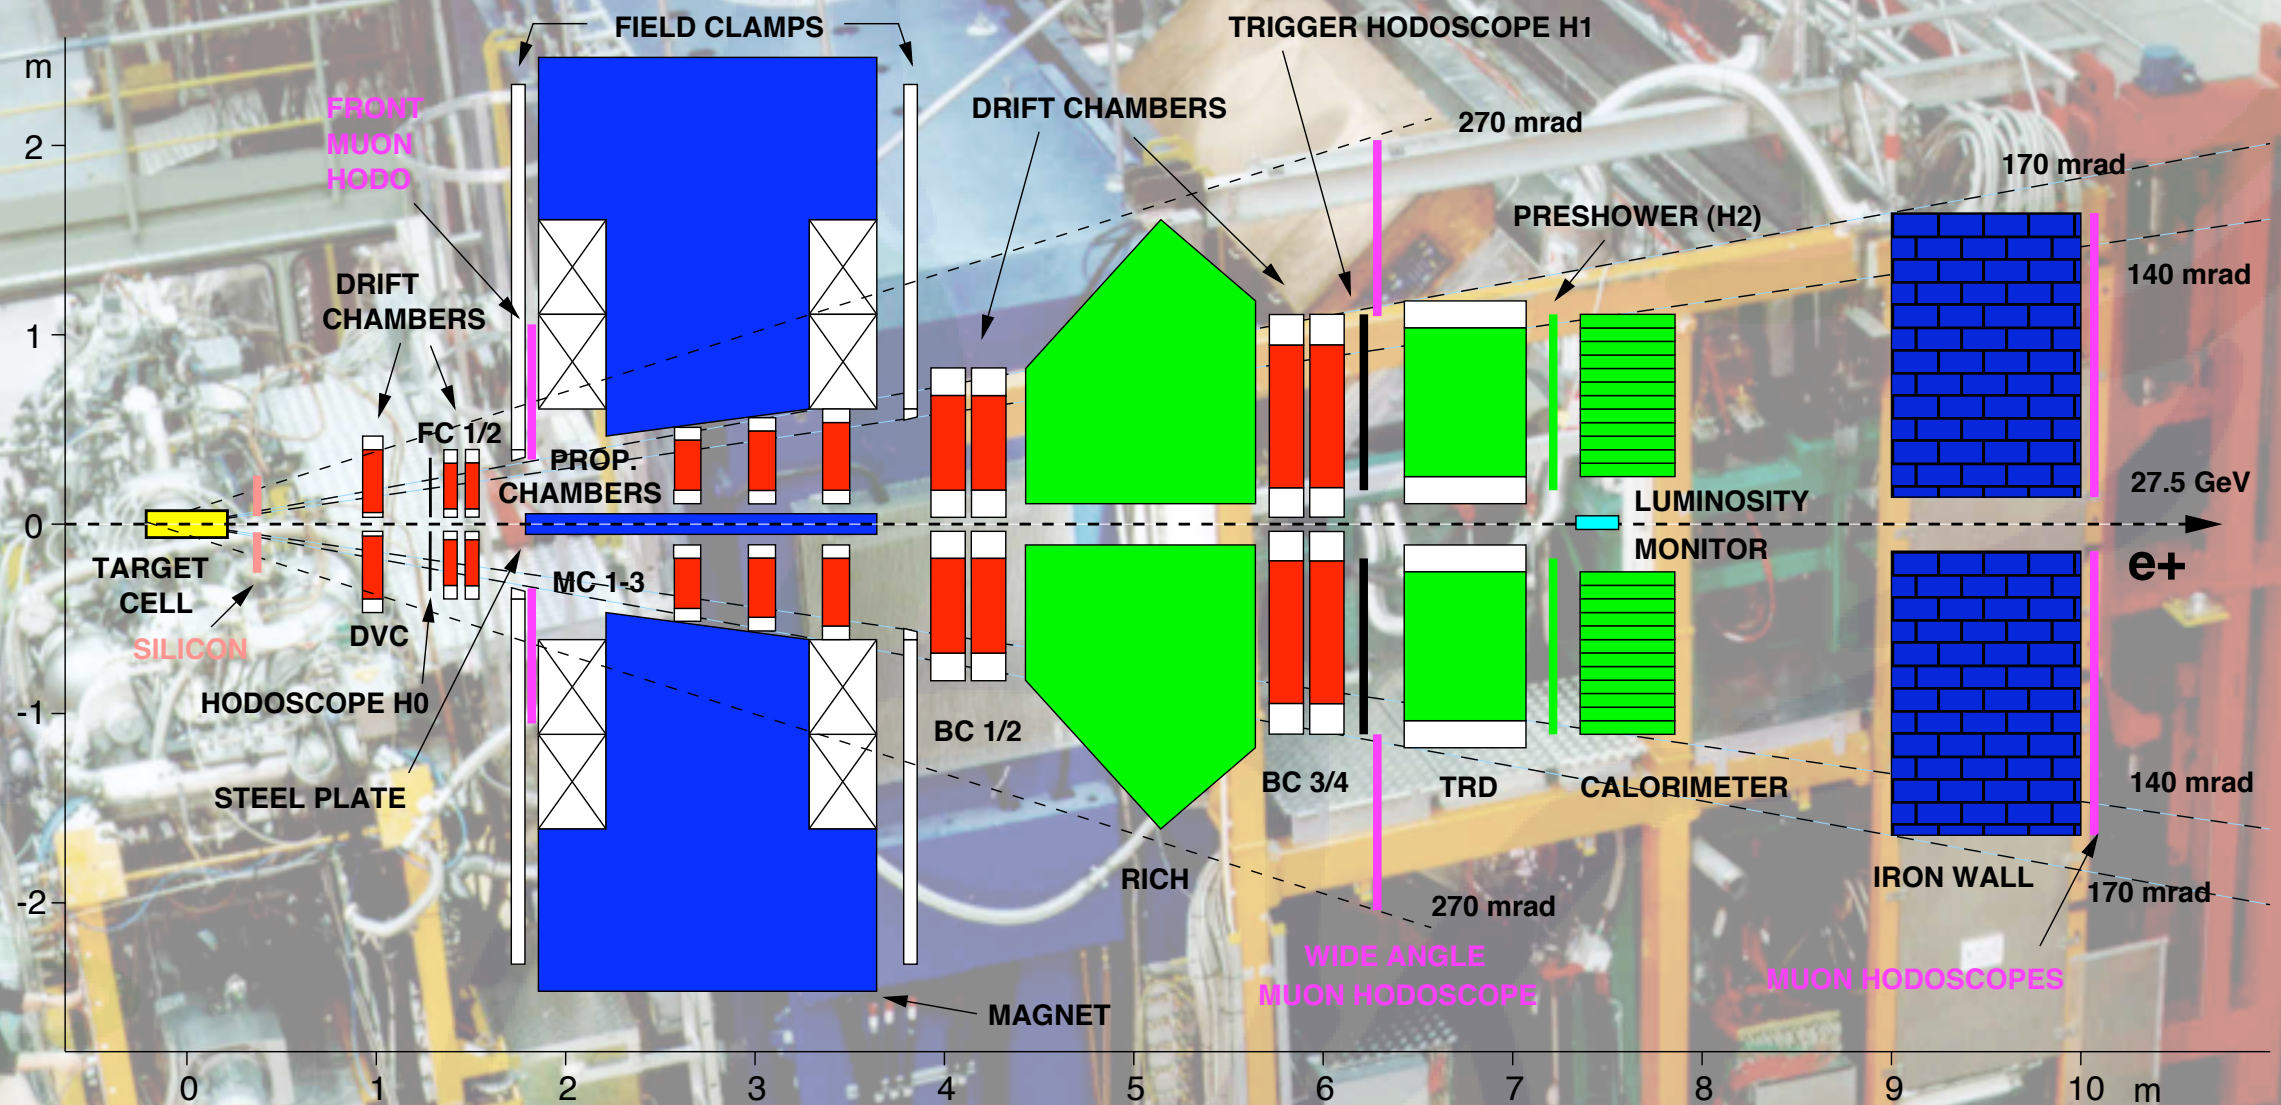 FIELD CLAMPS
TRIGGER HODOSCOPE H1
m
FRONT
MUON
HODO
DRIFT CHAMBERS
270 mrad
2
170 mrad
PRESHOWER (H2)
140 mrad
DRIFT
CHAMBERS
1
FC 1/2
PROP.
CHAMBERS
27.5 GeV
LUMINOSITY
MONITOR
0
e+
TARGET
CELL
MC 1-3
SILICON
DVC
HODOSCOPE H0
-1
BC 1/2
STEEL PLATE
BC 3/4
TRD
CALORIMETER
140 mrad
RICH
IRON WALL
170 mrad
-2
270 mrad
WIDE ANGLE
MUON HODOSCOPE
MUON HODOSCOPES
MAGNET
0 1 2 3 4 5 6 7 8 9 10 m